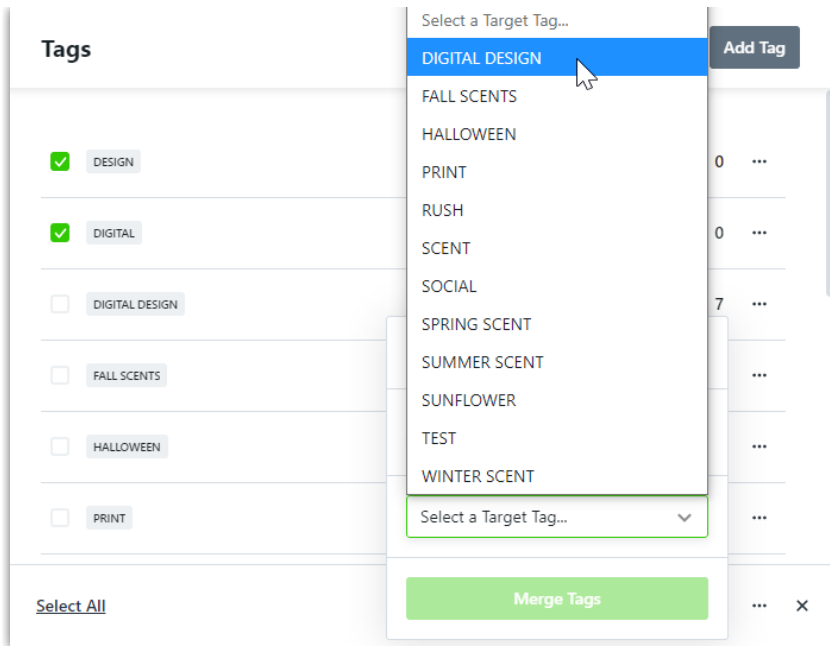 Tags
Select a Target Tag...
Add Tag
DIGITAL DESIGN
FALL SCENTS
HALLOWEEN
PRINT
RUSH
SCENT
SOCIAL
SPRING SCENT
SUMMER SCENT
SUNFLOWER
TEST
WINTER SCENT
DESIGN
0
DIGITAL
0
DIGITAL DESIGN
7
FALL SCENTS
HALLOWEEN
PRINT
Select a Target Tag...
Select All
Merge Tags